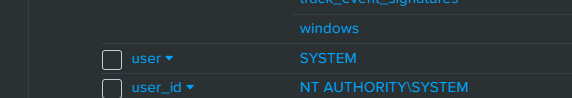 track_event_signatures
windows
user SYSTEM
user_id NT AUTHORITY\SYSTEM